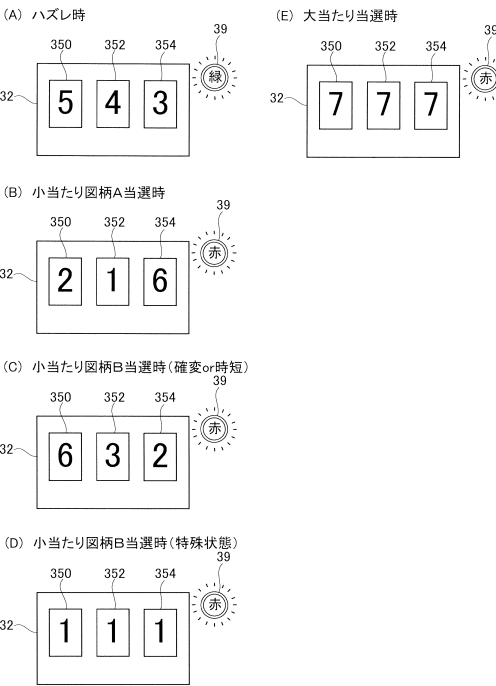 (A) ハズレ時
39
350 352 354
緑
32
5 4 3
(B) 小当たり図柄A当選時
39
350 352 354
赤
32
2 1 6
(C) 小当たり図柄B当選時(確変or時短)
39
350 352 354
赤
32
6 3 2
(D) 小当たり図柄B当選時(特殊状態)
39
350 352 354
赤
32
1 1 1
(E) 大当たり当選時
39
350 352 354
赤
32
7 7 7